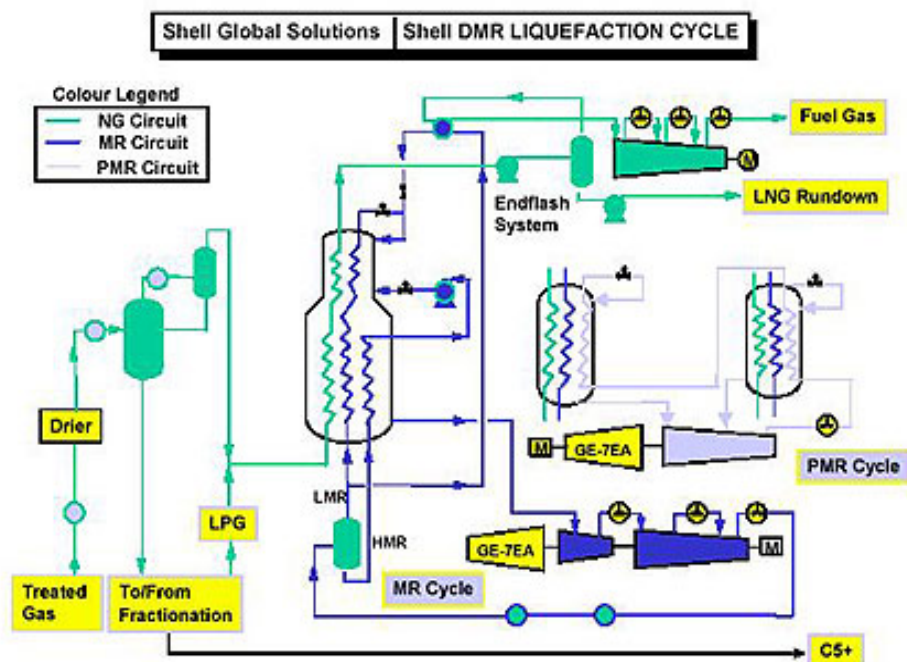 Shell Global Solutions
Shell DMR LIQUEFACTION CYCLE
Colour Legend
NG Circuit
MR Circuit
PMR Circuit
Fuel Gas
M
LNG Rundown
Endflash
System
Drier
LPG
Treated
Gas
To/From
Fractionation
LMR
HMR
M
GE-7EA
PMR Cycle
GE-7EA
M
MR Cycle
C5+